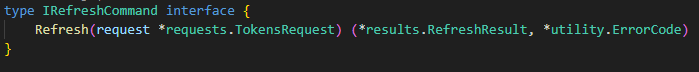 type IRefreshCommand interface {
    Refresh(request *requests.TokensRequest) (*results.RefreshResult, *utility.ErrorCode)
}